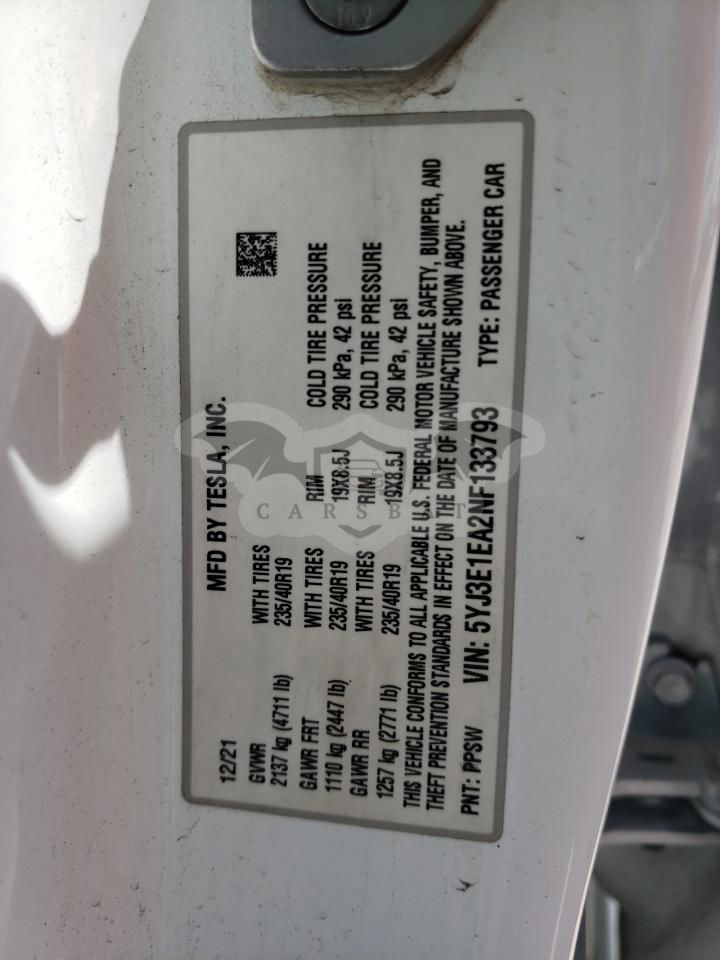 12/21 MFD BY TESLA, INC.
GVWR WITH TIRES
2137 kg (4711 lb) 235/40R19
GAWR FRT WITH TIRES RIM COLD TIRE PRESSURE
1110 kg (2447 lb) 235/40R19 19X8.5J 290 kPa, 42 psi
GAWR RR WITH TIRES RIM COLD TIRE PRESSURE
1257 kg (2771 lb) 235/40R19 19X8.5J 290 kPa, 42 psi
THIS VEHICLE CONFORMS TO ALL APPLICABLE U.S. FEDERAL MOTOR VEHICLE SAFETY, BUMPER, AND
THEFT PREVENTION STANDARDS IN EFFECT ON THE DATE OF MANUFACTURE SHOWN ABOVE.
PNT: PPSW VIN: 5YJ3E1EA2NF133793 TYPE: PASSENGER CAR